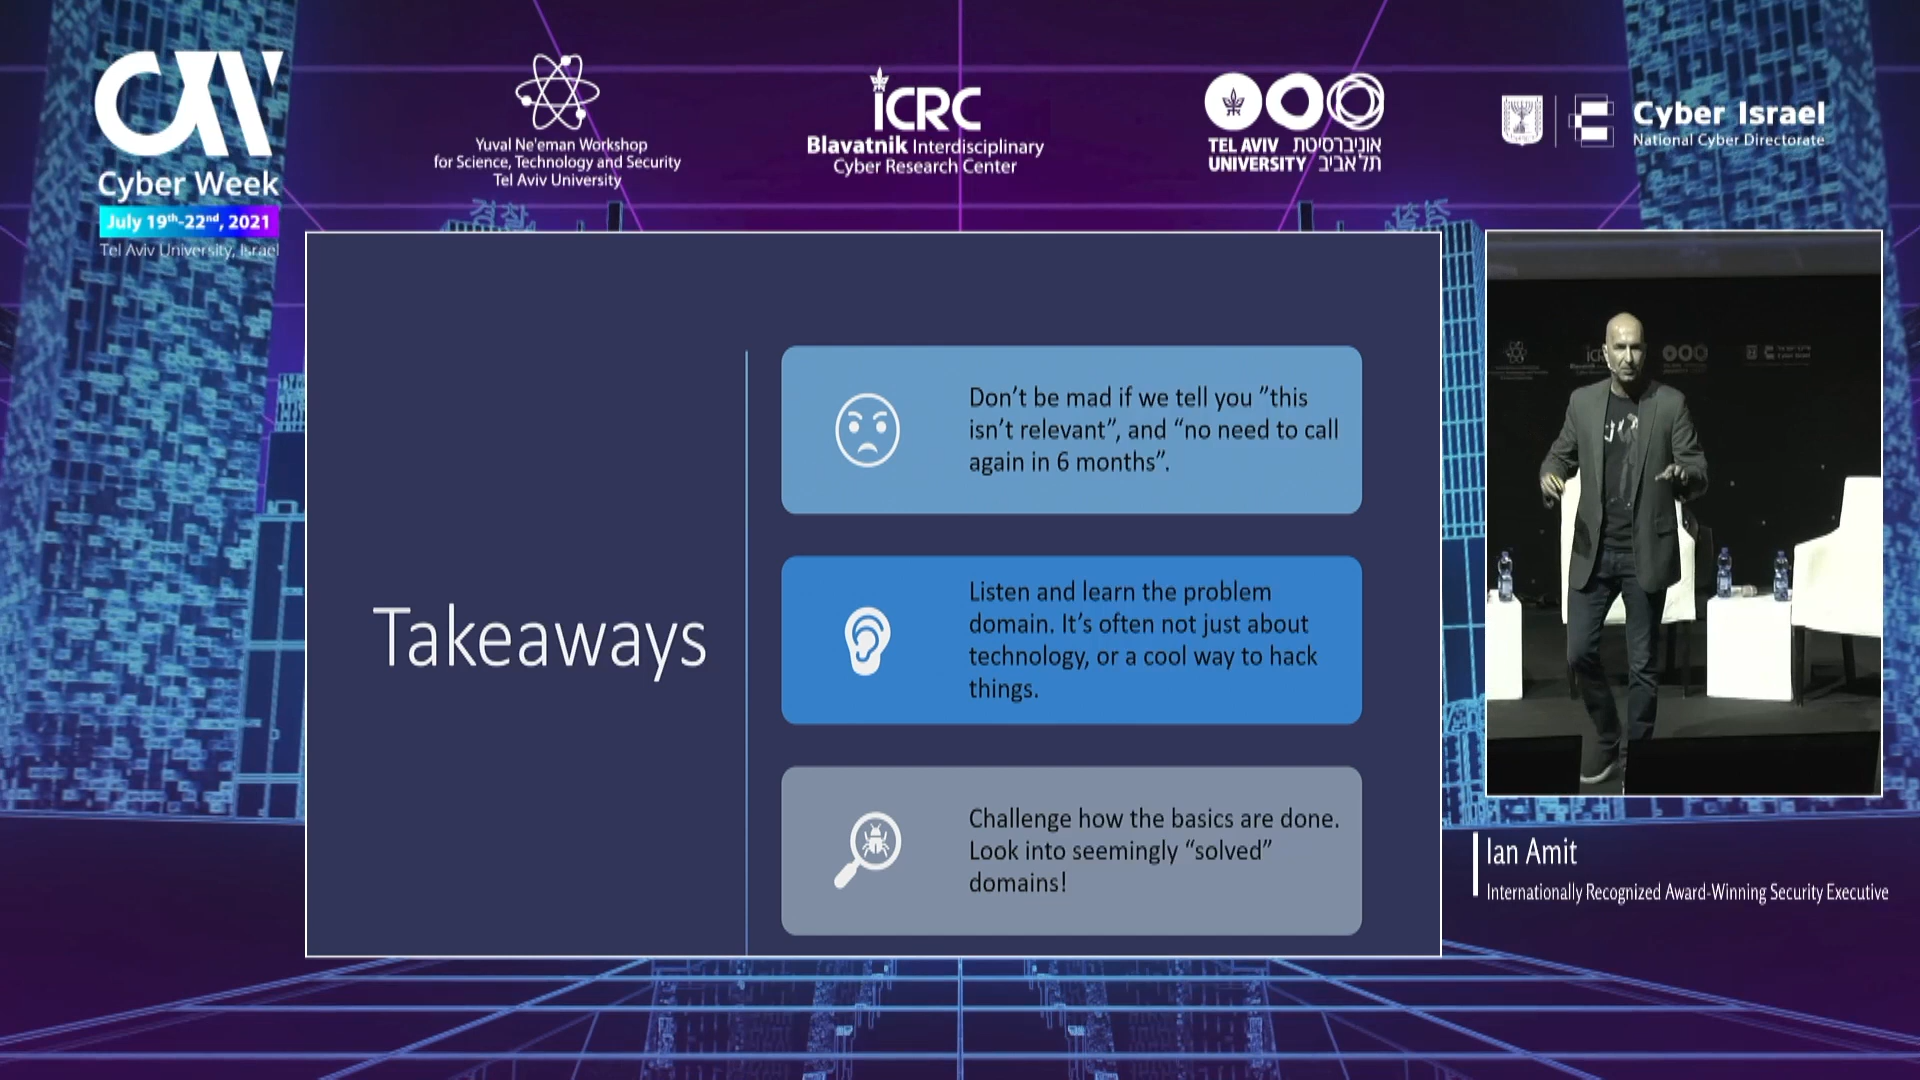 Cyber Week
July 19th-22nd, 2021
Tel Aviv University, Israel
Yuval Ne'eman Workshop
for Science, Technology and Security
Tel Aviv University
ICRC
Blavatnik Interdisciplinary
Cyber Research Center
TEL AVIV אוניברסיטת
UNIVERSITY תל אביב
Cyber Israel
National Cyber Directorate
Takeaways
Don’t be mad if we tell you ”this
isn’t relevant”, and “no need to call
again in 6 months”.
Listen and learn the problem
domain. It’s often not just about
technology, or a cool way to hack
things.
Challenge how the basics are done.
Look into seemingly “solved”
domains!
Ian Amit
Internationally Recognized Award-Winning Security Executive